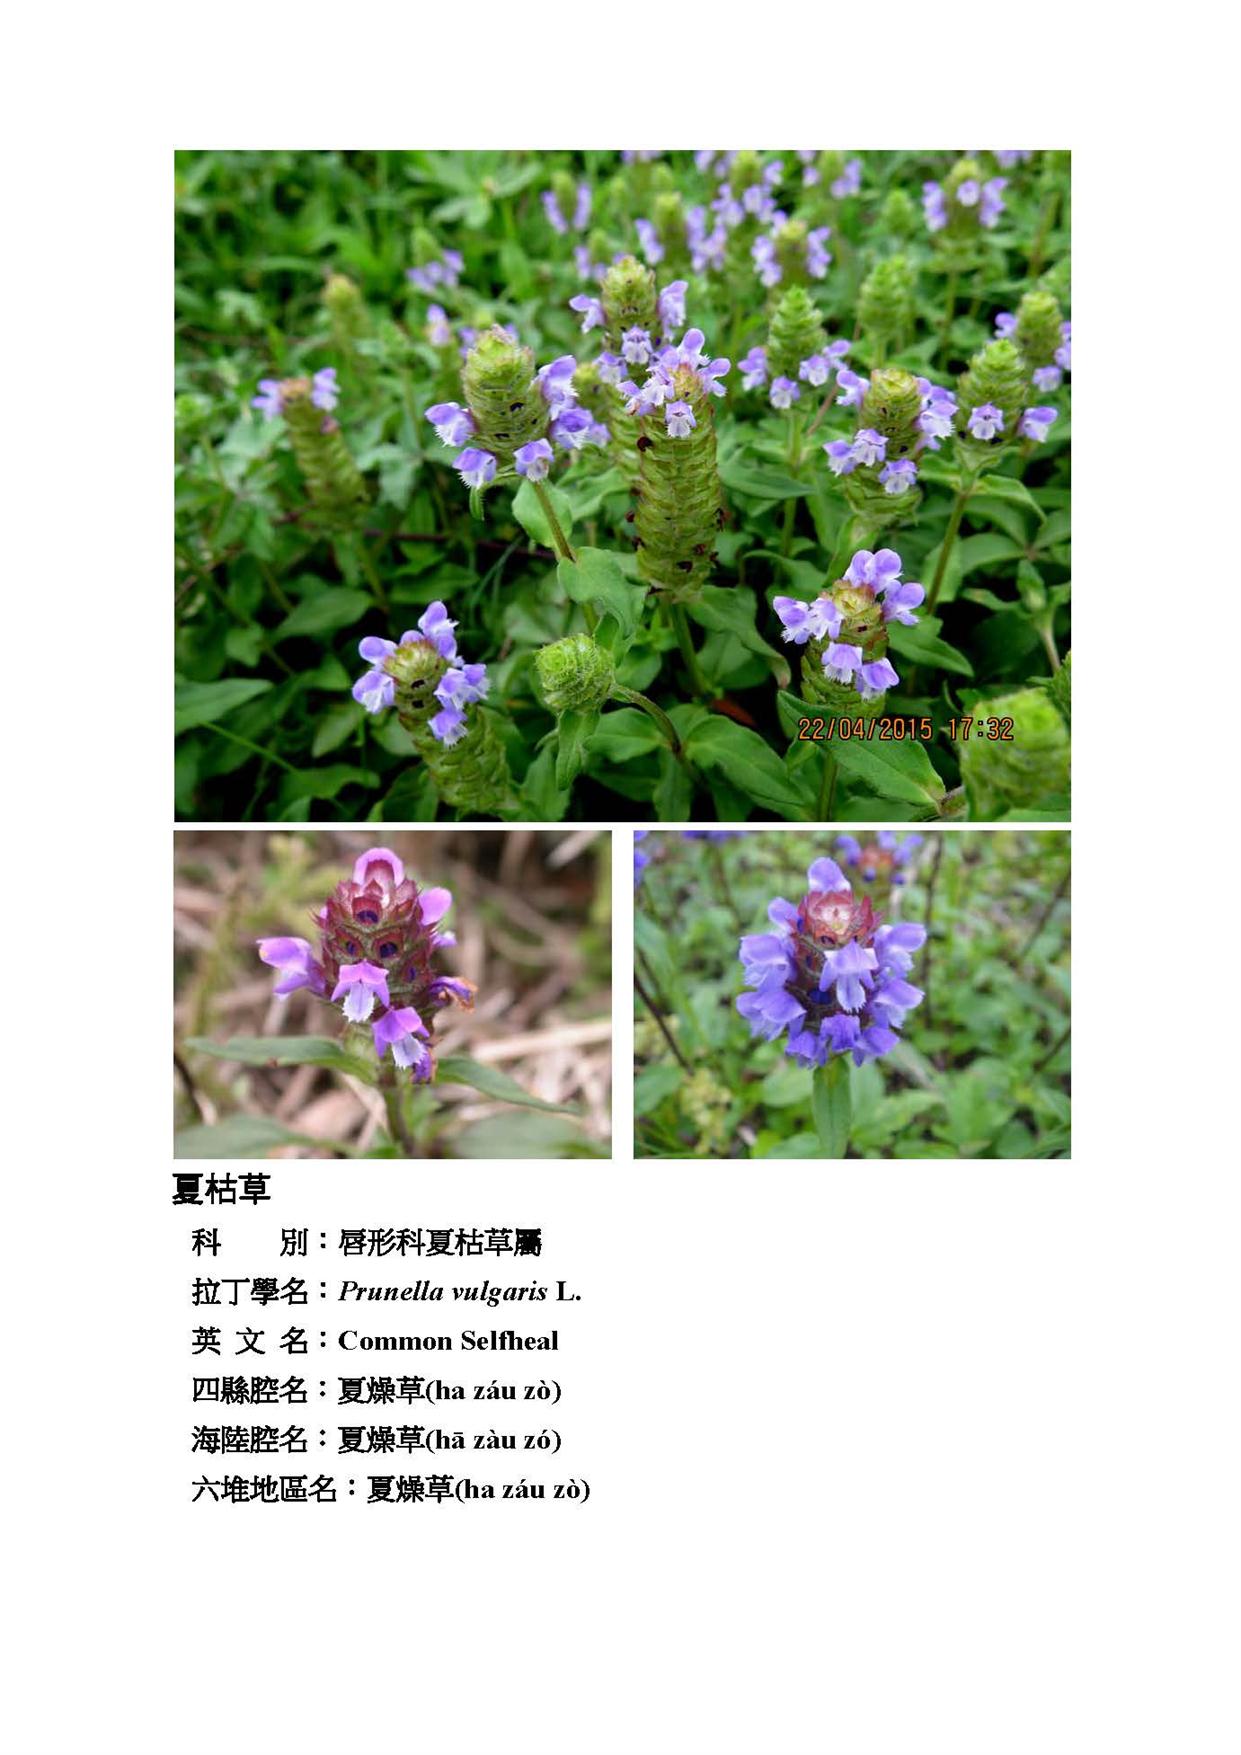 22/04/2015 17:32
夏枯草
科　　別：唇形科夏枯草屬
拉丁學名：Prunella vulgaris L.
英 文 名：Common Selfheal
四縣腔名：夏燥草(ha záu zò)
海陸腔名：夏燥草(hā zàu zó)
六堆地區名：夏燥草(ha záu zò)